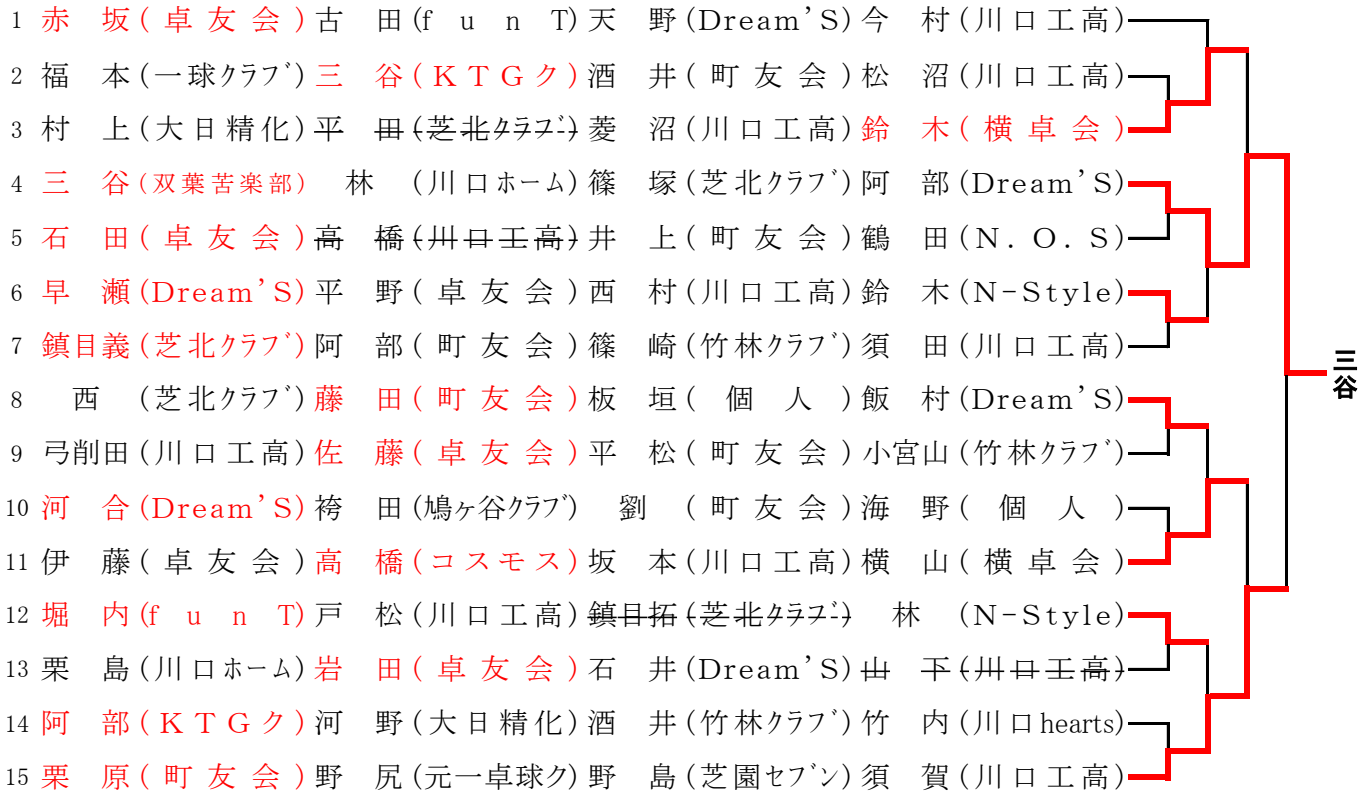 1 赤 坂(卓友会) 古 田(f u n T) 天 野(Dream'S) 今 村(川口工高)
2 福 本(一球クラブ) 三 谷(KTGク) 酒 井(町友会) 松 沼(川口工高)
3 村 上(大日精化) 平 田(芝北クラブ) 菱 沼(川口工高) 鈴 木(横卓会)
4 三 谷(双葉苦楽部) 林 (川口ホーム) 篠 塚(芝北クラブ) 阿 部(Dream'S)
5 石 田(卓友会) 高 橋(川口工高) 井 上(町友会) 鶴 田(N.O.S)
6 早 瀬(Dream'S) 平 野(卓友会) 西 村(川口工高) 鈴 木(N-Style)
7 鎮目義(芝北クラブ) 阿 部(町友会) 篠 崎(竹林クラブ) 須 田(川口工高)
三谷
8 西 (芝北クラブ) 藤 田(町友会) 板 垣(個 人) 飯 村(Dream'S)
9 弓削田(川口工高) 佐 藤(卓友会) 平 松(町友会) 小宮山(竹林クラブ)
10 河 合(Dream'S) 袴 田(鳩ヶ谷クラブ) 劉 (町友会) 海 野(個 人)
11 伊 藤(卓友会) 高 橋(コスモス) 坂 本(川口工高) 横 山(横卓会)
12 堀 内(f u n T) 戸 松(川口工高) 鎮目拓(芝北クラブ) 林 (N-Style)
13 栗 島(川口ホーム) 岩 田(卓友会) 石 井(Dream'S) 山 下(川口工高)
14 阿 部(KTGク) 河 野(大日精化) 酒 井(竹林クラブ) 竹 内(川口hearts)
15 栗 原(町友会) 野 尻(元一卓球ク) 野 島(芝園セブン) 須 賀(川口工高)